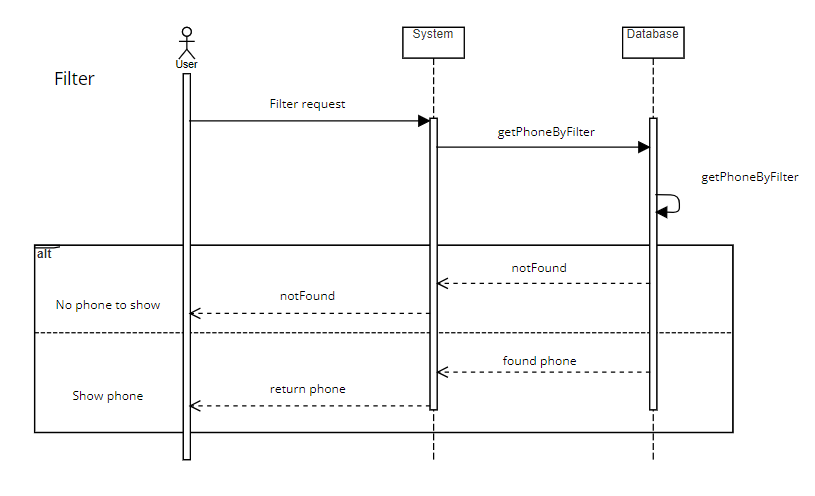 System
Database
User
Filter
Filter request
getPhoneByFilter
getPhoneByFilter
alt
notFound
notFound
No phone to show
found phone
return phone
Show phone